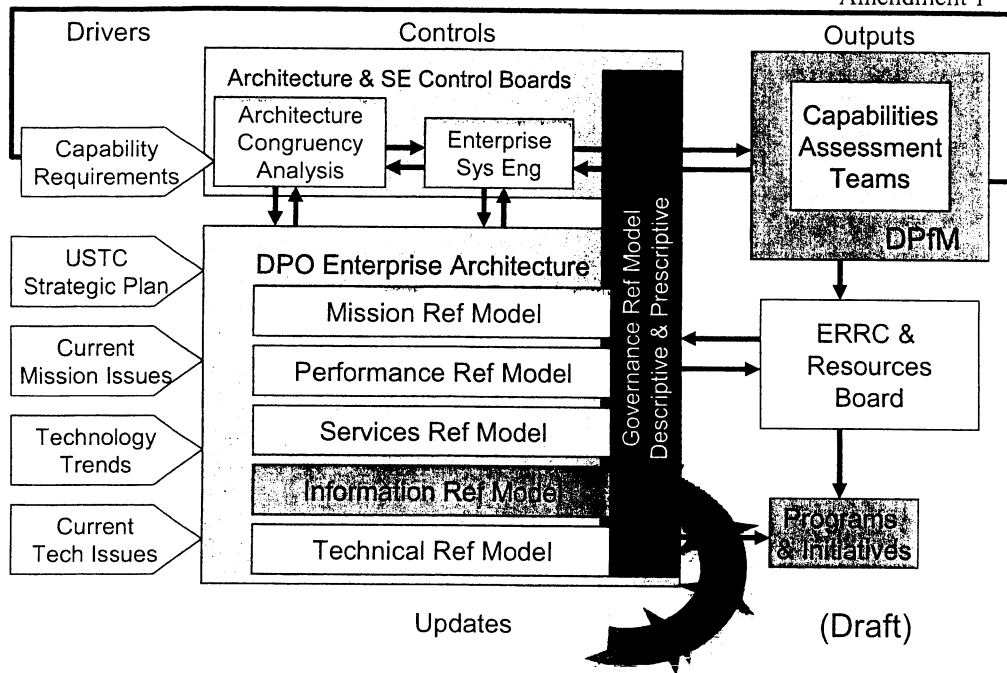 Amendment 1
Drivers
Controls
Outputs
Architecture & SE Control Boards
Architecture
Congruency
Analysis
Enterprise
Sys Eng
Capabilities
Assessment
Teams
DPfM
Capability
Requirements
USTC
Strategic Plan
Current
Mission Issues
Technology
Trends
Current
Tech Issues
DPO Enterprise Architecture
Mission Ref Model
Performance Ref Model
Services Ref Model
Information Ref Model
Technical Ref Model
Governance Ref Model
Descriptive & Prescriptive
ERRC &
Resources
Board
Programs
& Initiatives
Updates
(Draft)